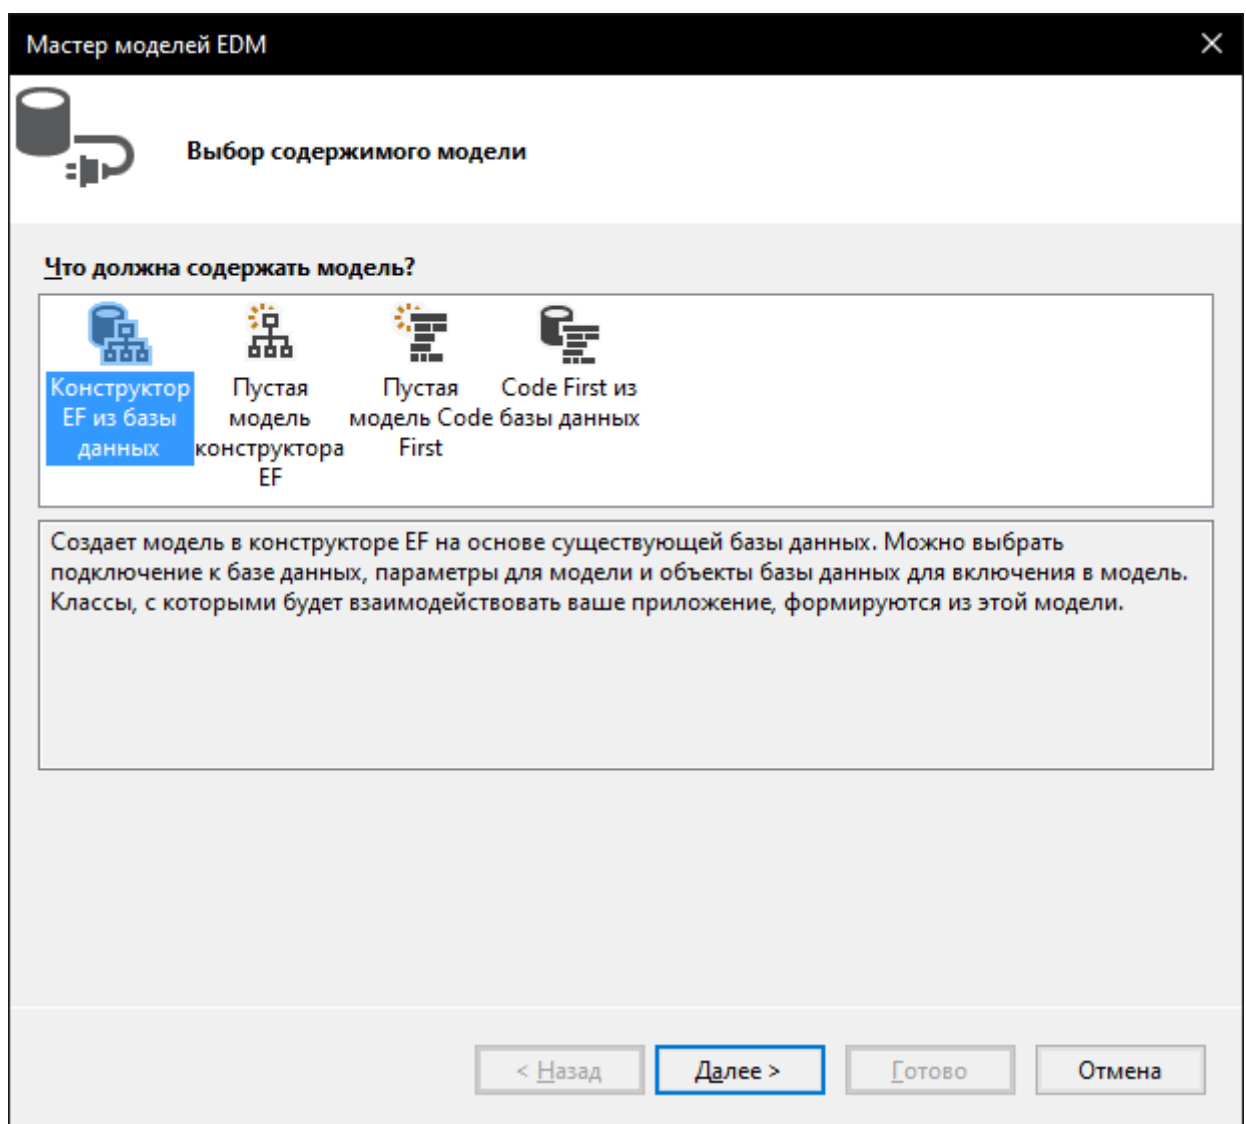 Мастер моделей EDM
Выбор содержимого модели
Что должна содержать модель?
Конструктор EF из базы данных
Пустая модель конструктора EF
Пустая модель Code First
Code First из базы данных
Создает модель в конструкторе EF на основе существующей базы данных. Можно выбрать
подключение к базе данных, параметры для модели и объекты базы данных для включения в модель.
Классы, с которыми будет взаимодействовать ваше приложение, формируются из этой модели.
< Назад
Далее >
Готово
Отмена